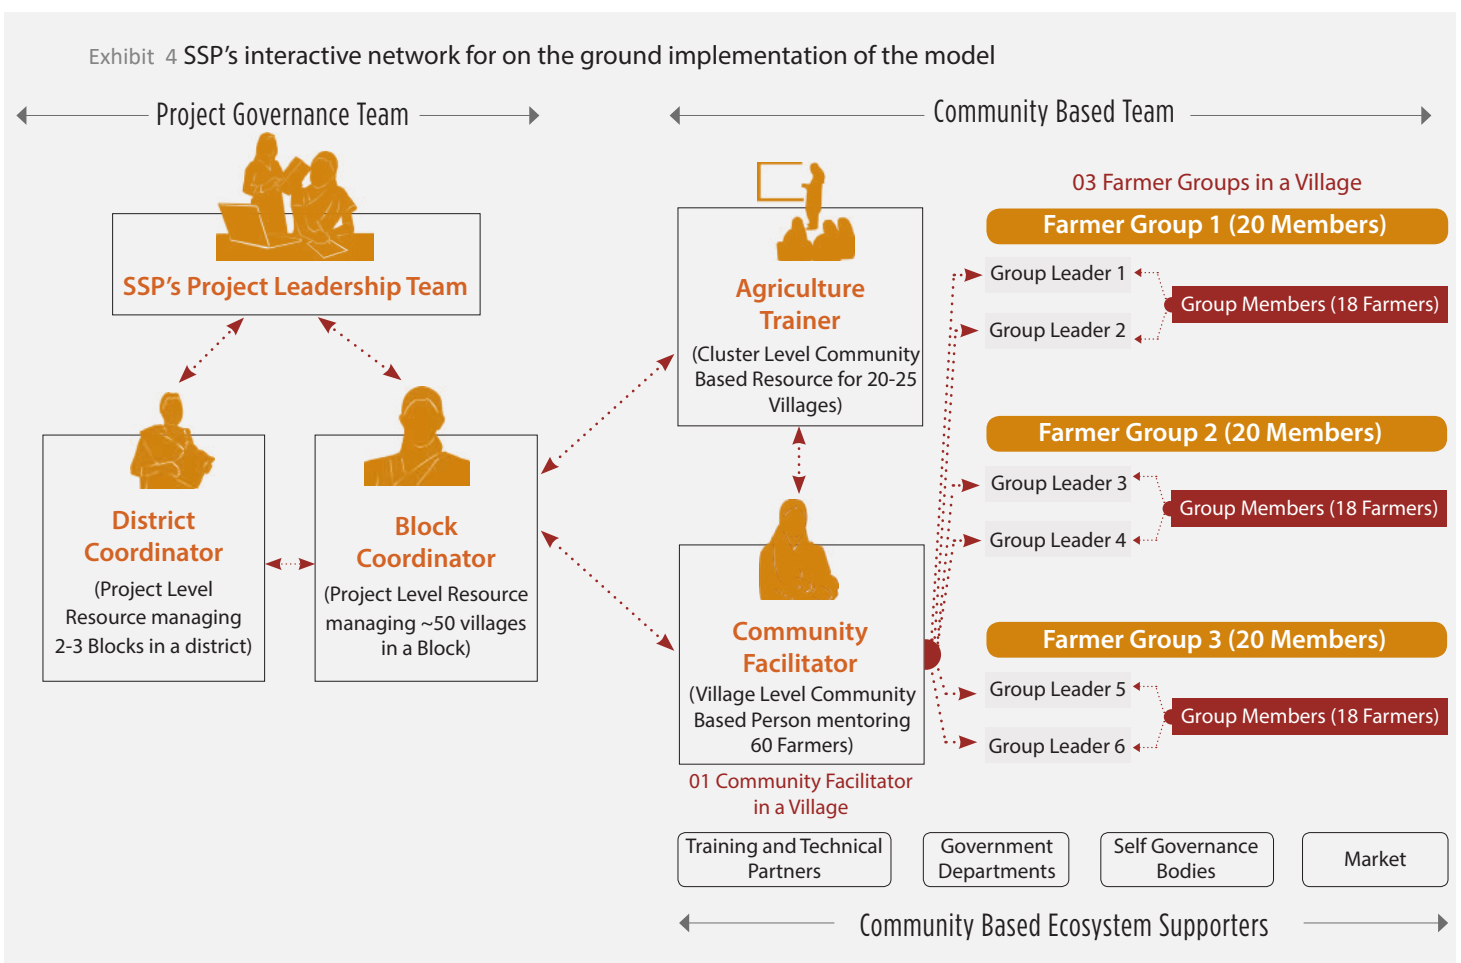 Exhibit 4 SSP's interactive network for on the ground implementation of the model
Project Governance Team
SSP's Project Leadership Team
District
Coordinator
(Project Level
Resource managing
2-3 Blocks in a district)
Block
Coordinator
(Project Level Resource
managing ~50 villages
in a Block)
Community Based Team
Agriculture
Trainer
(Cluster Level Community
Based Resource for 20-25
Villages)
Community
Facilitator
(Village Level Community
Based Person mentoring
60 Farmers)
01 Community Facilitator
in a Village
03 Farmer Groups in a Village
Farmer Group 1 (20 Members)
Group Leader 1
Group Leader 2
Group Members (18 Farmers)
Farmer Group 2 (20 Members)
Group Leader 3
Group Leader 4
Group Members (18 Farmers)
Farmer Group 3 (20 Members)
Group Leader 5
Group Leader 6
Group Members (18 Farmers)
Training and Technical
Partners
Government
Departments
Self Governance
Bodies
Market
Community Based Ecosystem Supporters